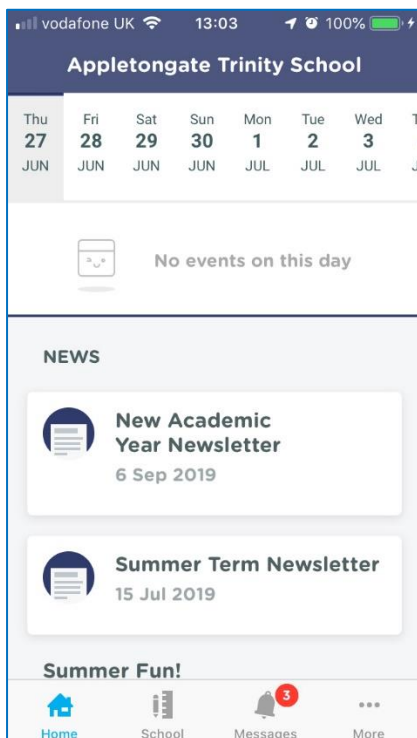 vodafone UK 13:03 100%
Appletongate Trinity School
Thu Fri Sat Sun Mon Tue Wed
27 28 29 30 1 2 3
JUN JUN JUN JUN JUL JUL JUL
No events on this day
NEWS
New Academic
Year Newsletter
6 Sep 2019
Summer Term Newsletter
15 Jul 2019
Summer Fun!
3
Home School Messages More